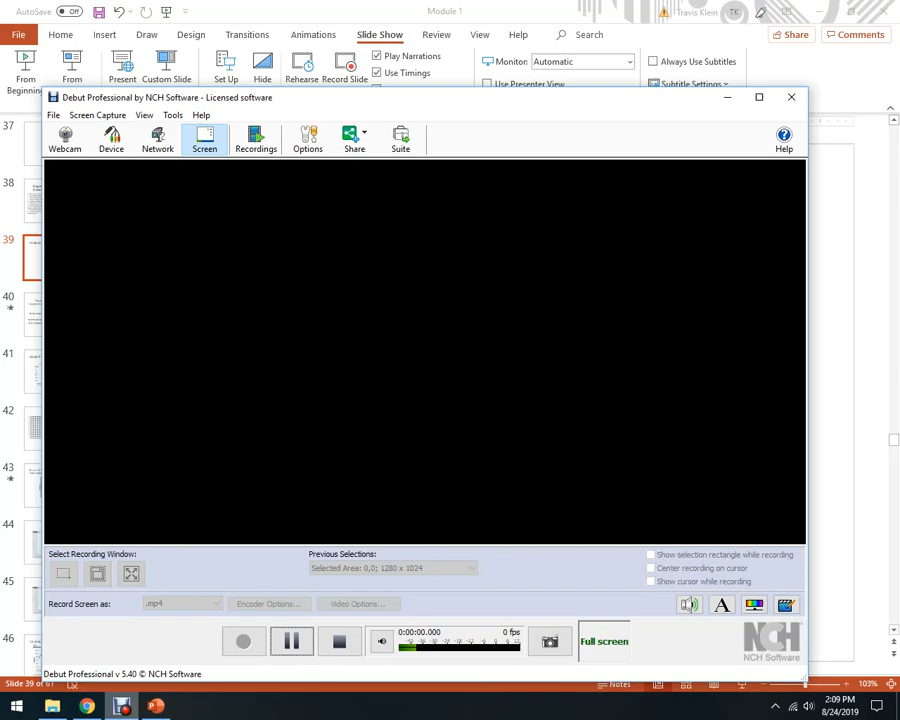 AutoSave Off Module 1 Travis Klein TK
File Home Insert Draw Design Transitions Animations Slide Show Review View Help Search Share Comments
From Beginning
From
Present
Custom Slide
Set Up
Hide
Rehearse
Record Slide
Play Narrations
Use Timings
Monitor: Automatic
Use Presenter View
Always Use Subtitles
Subtitle Settings
Debut Professional by NCH Software - Licensed software
File Screen Capture View Tools Help
Webcam Device Network Screen Recordings Options Share Suite Help
37
38
39
40
41
42
43
44
45
46
Select Recording Window:
Previous Selections:
Selected Area: 0,0; 1280 x 1024
Show selection rectangle while recording
Center recording on cursor
Show cursor while recording
Record Screen as: .mp4 Encoder Options... Video Options... A
0:00:00.000 0 fps
Full screen
NCH
NCH Software
Debut Professional v 5.40 © NCH Software
Slide 39 of 61 Notes 103%
2:09 PM
8/24/2019